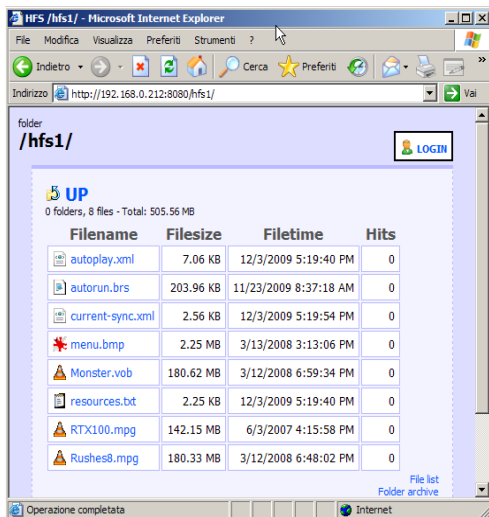 HFS /hfs1/ - Microsoft Internet Explorer
File Modifica Visualizza Preferiti Strumenti ?
Indietro Cerca Preferiti »
Indirizzo http://192.168.0.212:8080/hfs1/ Vai
folder
/hfs1/
LOGIN
UP
0 folders, 8 files - Total: 505.56 MB
Filename Filesize Filetime Hits
autoplay.xml 7.06 KB 12/3/2009 5:19:40 PM 0
autorun.brs 203.96 KB 11/23/2009 8:37:18 AM 0
current-sync.xml 2.56 KB 12/3/2009 5:19:54 PM 0
menu.bmp 2.25 MB 3/13/2008 3:13:06 PM 0
Monster.vob 180.62 MB 3/12/2008 6:59:34 PM 0
resources.txt 2.25 KB 12/3/2009 5:19:40 PM 0
RTX100.mpg 142.15 MB 6/3/2007 4:15:58 PM 0
Rushes8.mpg 180.33 MB 3/12/2008 6:48:02 PM 0
File list
Folder archive
Operazione completata Internet